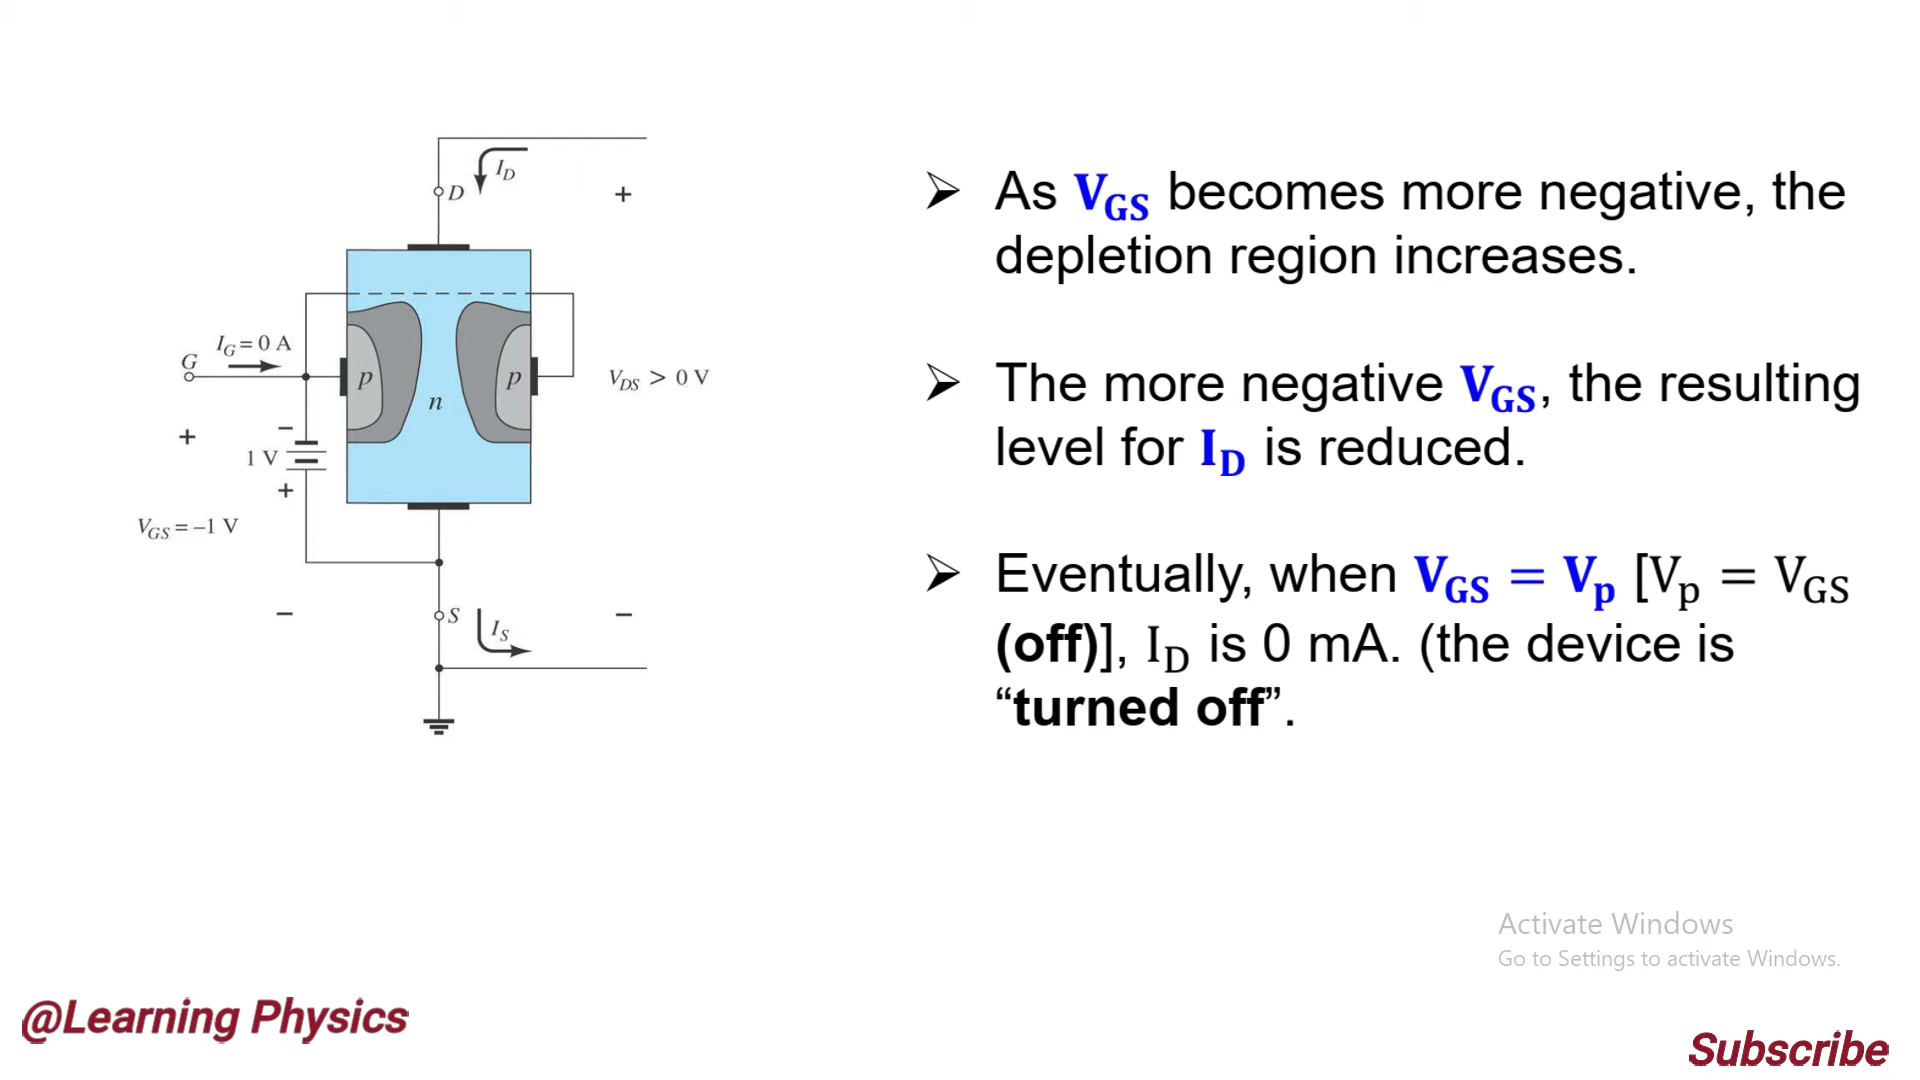 I_D
D
+
I_G = 0 A
G
p
p
n
V_DS > 0 V
+
−
1 V
+
V_GS = −1 V
−
S
I_S
−
➢ As V_GS becomes more negative, the
depletion region increases.
➢ The more negative V_GS, the resulting
level for I_D is reduced.
➢ Eventually, when V_GS = V_p [V_p = V_GS
(off)], I_D is 0 mA. (the device is
“turned off”.
Activate Windows
Go to Settings to activate Windows.
@Learning Physics
Subscribe